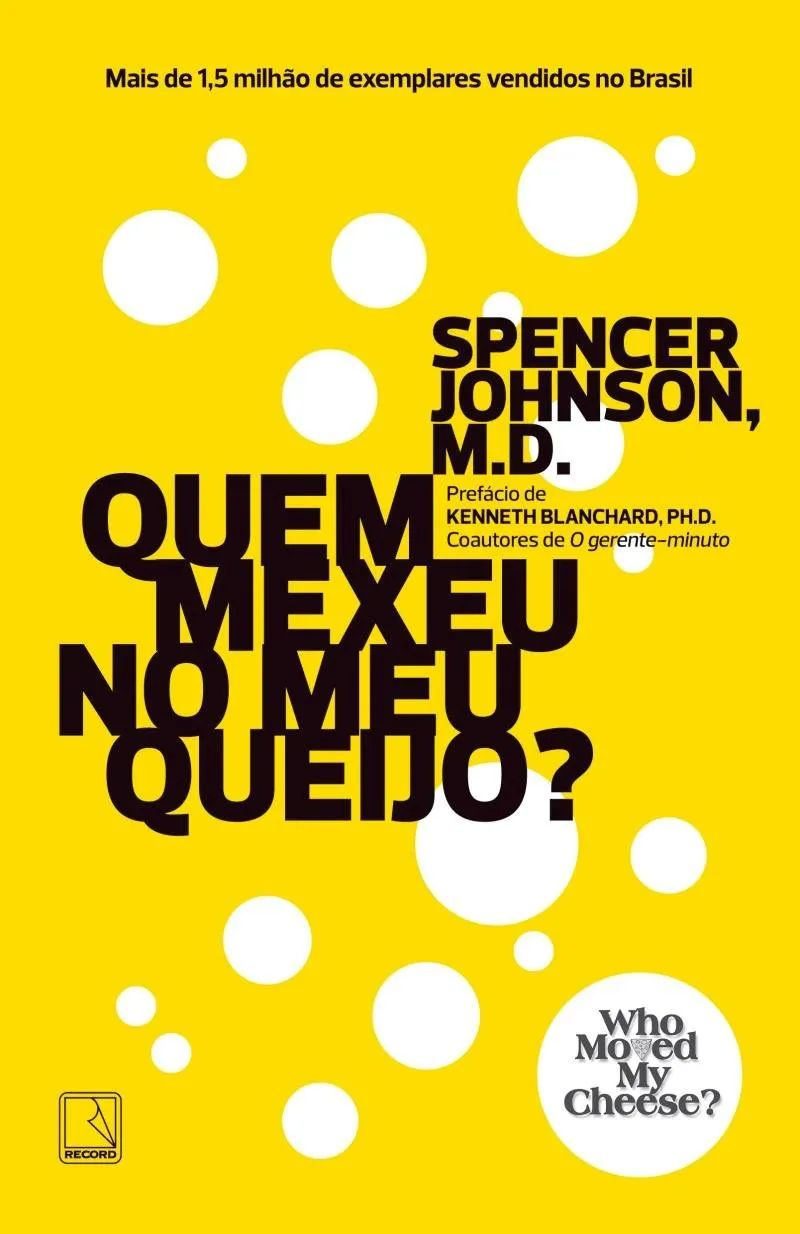 Mais de 1,5 milhão de exemplares vendidos no Brasil
SPENCER
JOHNSON,
M.D.
Prefácio de
KENNETH BLANCHARD, PH.D.
Coautores de O gerente-minuto
QUEM
MEXEU
NO MEU
QUEIJO?
Who
Moved
My
Cheese?
RECORD